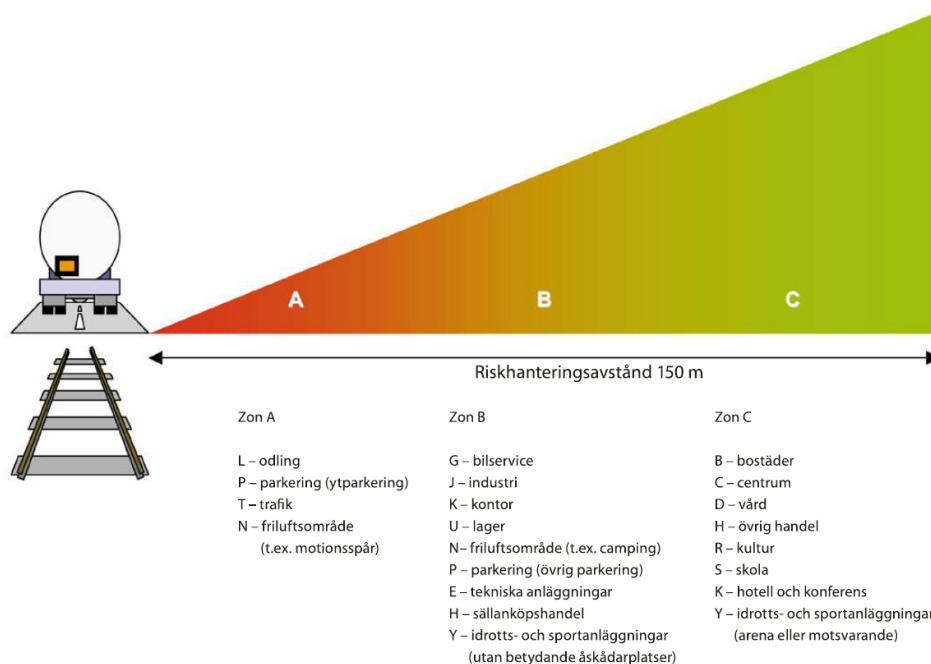 A
B
C
Riskhanteringsavstånd 150 m
Zon A
L – odling
P – parkering (ytparkering)
T – trafik
N – friluftsområde
(t.ex. motionsspår)
Zon B
G – bilservice
J – industri
K – kontor
U – lager
N– friluftsområde (t.ex. camping)
P – parkering (övrig parkering)
E – tekniska anläggningar
H – sällanköpshandel
Y – idrotts- och sportanläggningar
(utan betydande åskådarplatser)
Zon C
B – bostäder
C – centrum
D – vård
H – övrig handel
R – kultur
S – skola
K – hotell och konferens
Y – idrotts- och sportanläggningar
(arena eller motsvarande)